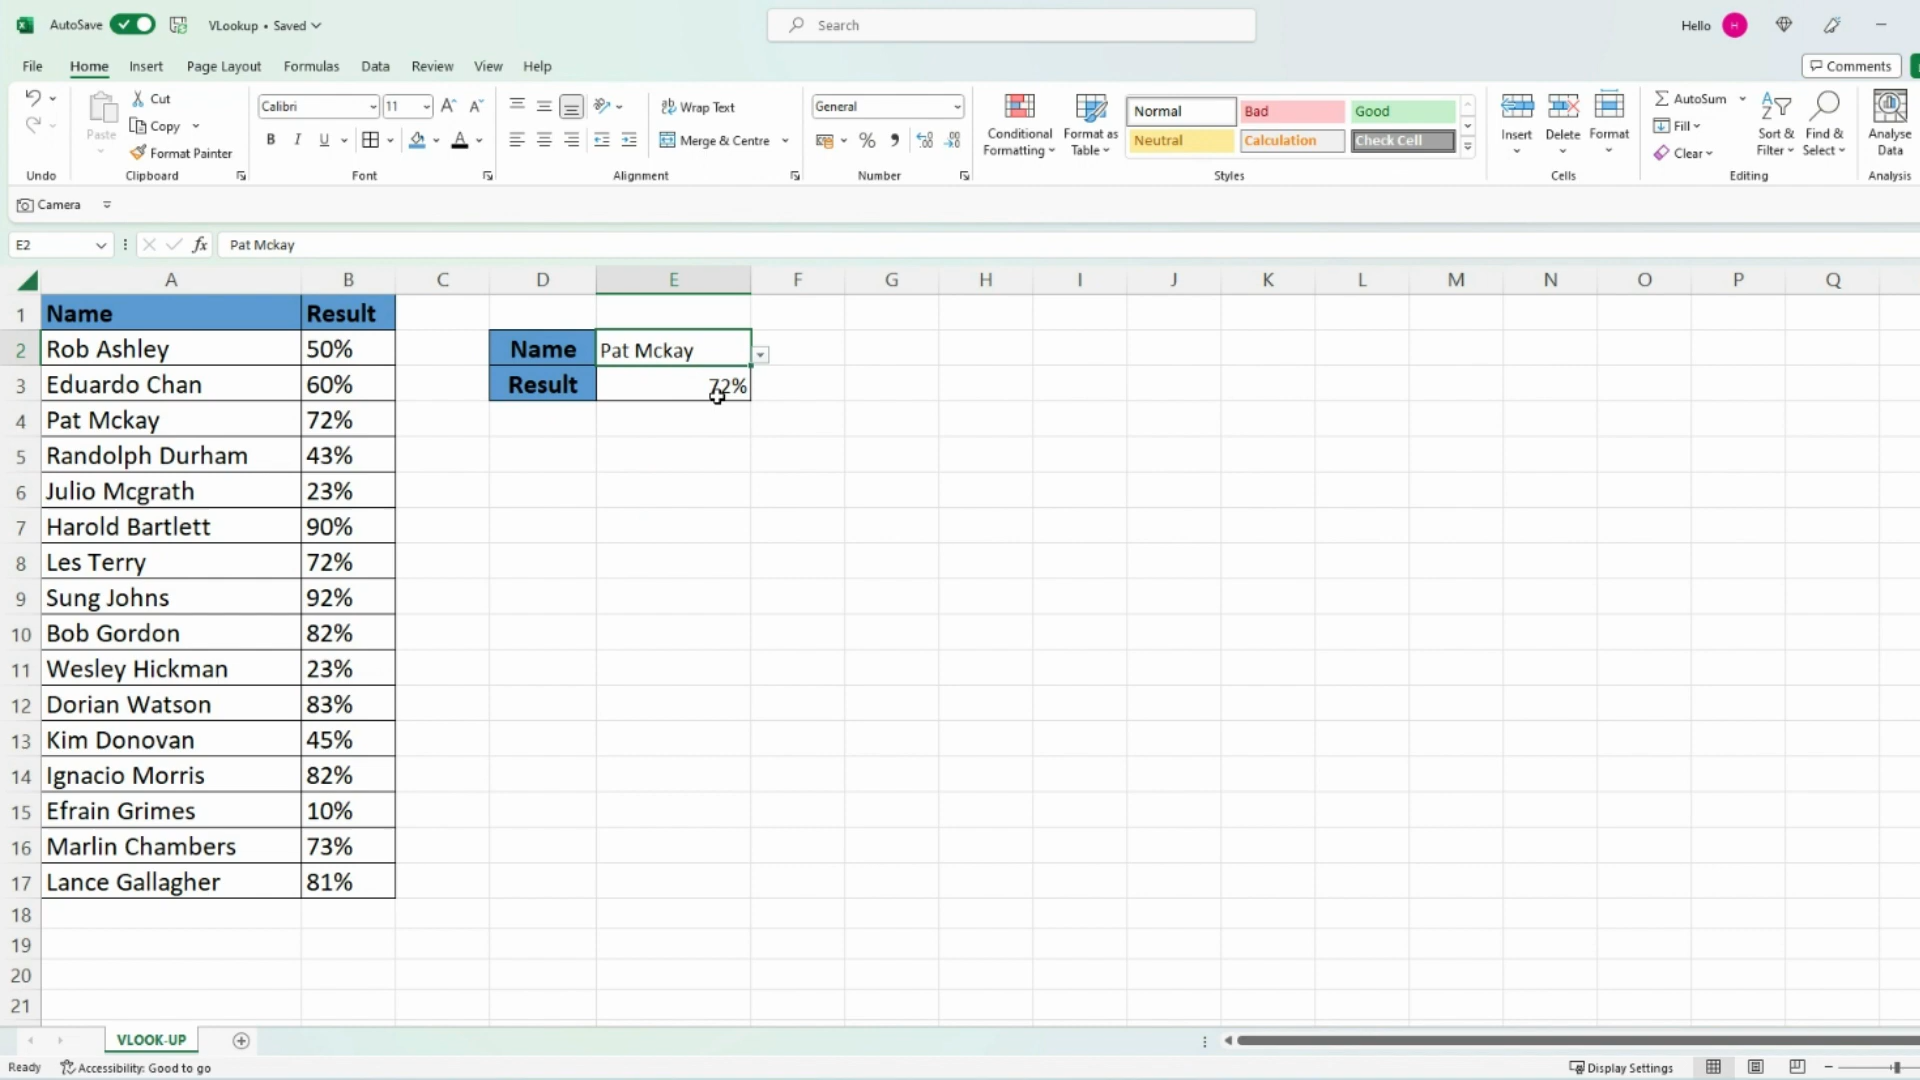 AutoSave VLookup • Saved Search Hello H
File Home Insert Page Layout Formulas Data Review View Help Comments
Cut Calibri 11 Wrap Text General Normal Bad Good AutoSum
Copy Paste Conditional Formatting Format as Table Insert Delete Format Fill Sort & Filter Find & Select Analyse Data
Format Painter B I U A Merge & Centre % Neutral Calculation Check Cell Clear
Undo Clipboard Font Alignment Number Styles Cells Editing Analysis
Camera
E2 fx Pat Mckay
A B C D E F G H I J K L M N O P Q
1 Name Result
2 Rob Ashley 50% Name Pat Mckay
3 Eduardo Chan 60% Result 72%
4 Pat Mckay 72%
5 Randolph Durham 43%
6 Julio Mcgrath 23%
7 Harold Bartlett 90%
8 Les Terry 72%
9 Sung Johns 92%
10 Bob Gordon 82%
11 Wesley Hickman 23%
12 Dorian Watson 83%
13 Kim Donovan 45%
14 Ignacio Morris 82%
15 Efrain Grimes 10%
16 Marlin Chambers 73%
17 Lance Gallagher 81%
18
19
20
21
VLOOK-UP
Ready Accessibility: Good to go Display Settings